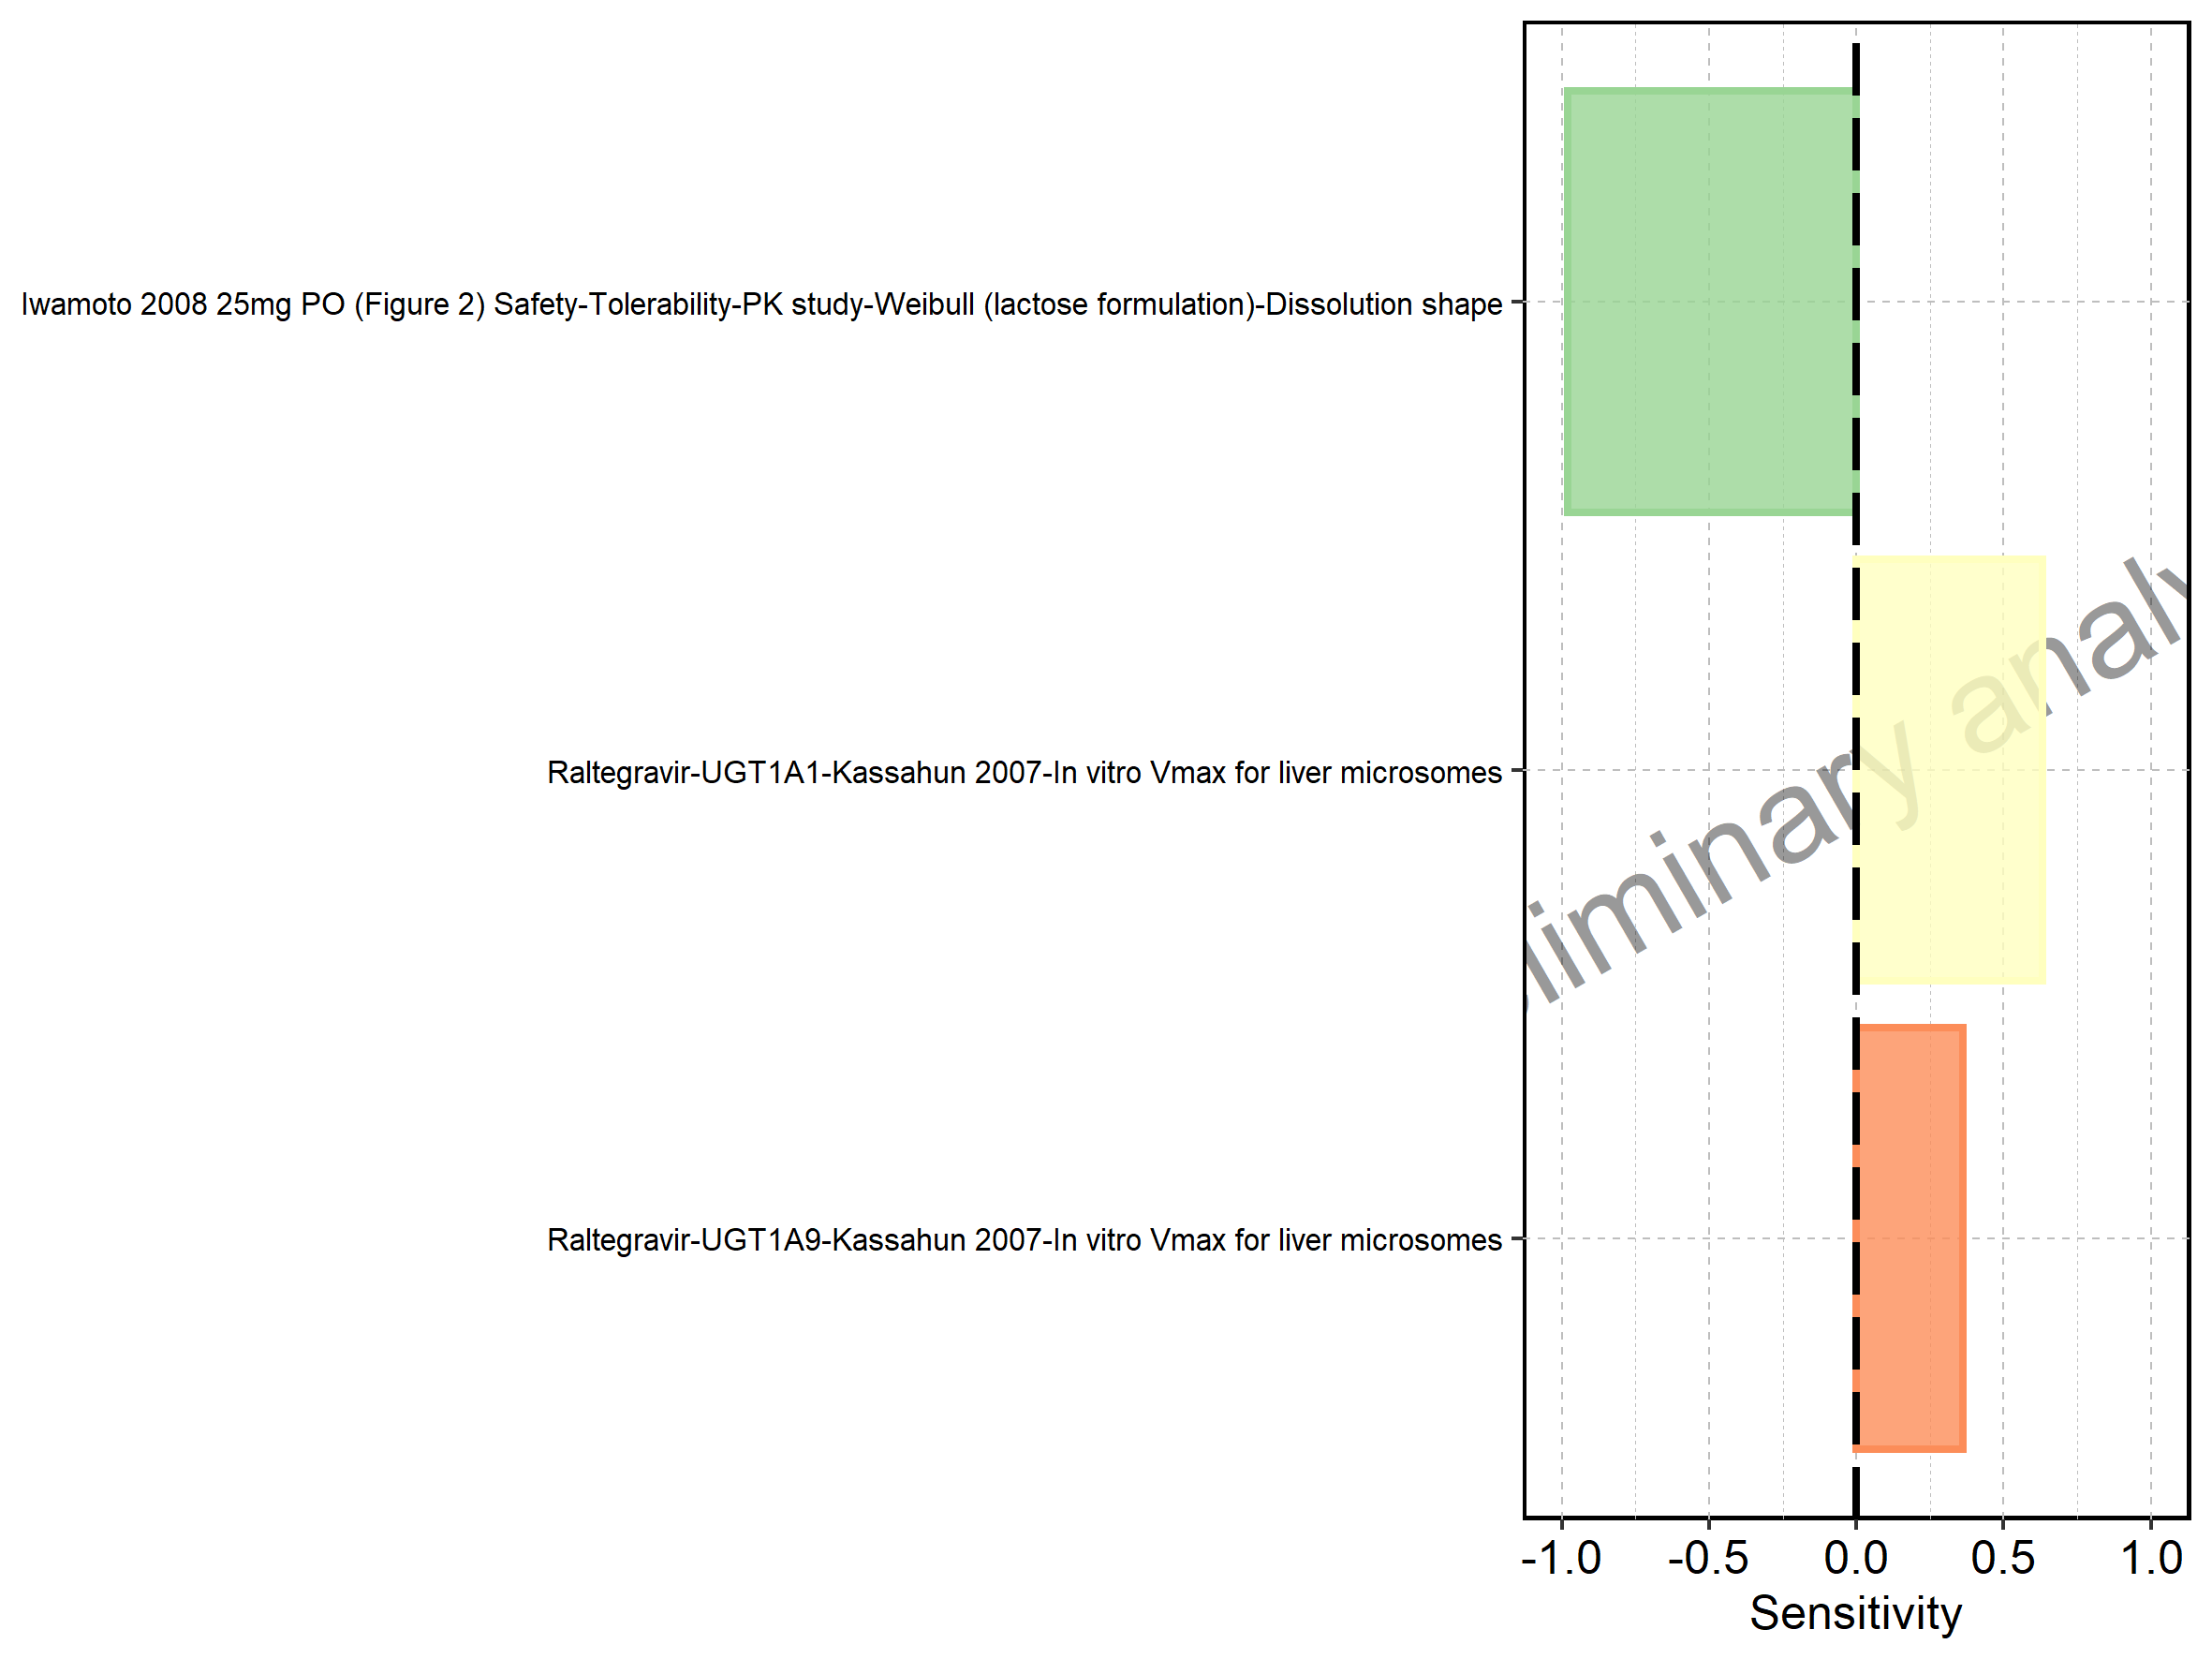 Iwamoto 2008 25mg PO (Figure 2) Safety-Tolerability-PK study-Weibull (lactose formulation)-Dissolution shape
Raltegravir-UGT1A1-Kassahun 2007-In vitro Vmax for liver microsomes
Raltegravir-UGT1A9-Kassahun 2007-In vitro Vmax for liver microsomes
liminary analy
-1.0 -0.5 0.0 0.5 1.0
Sensitivity